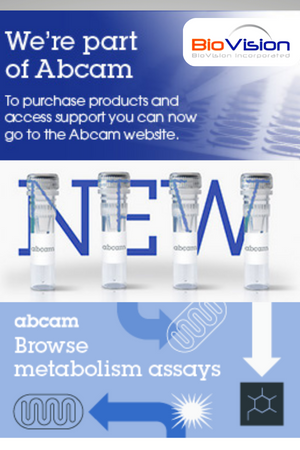 We're part
of Abcam
BioVision
BioVision Incorporated
To purchase products and
access support you can now
go to the Abcam website.
NEW
abcam
abcam
abcam
abcam
abcam
Browse
metabolism assays